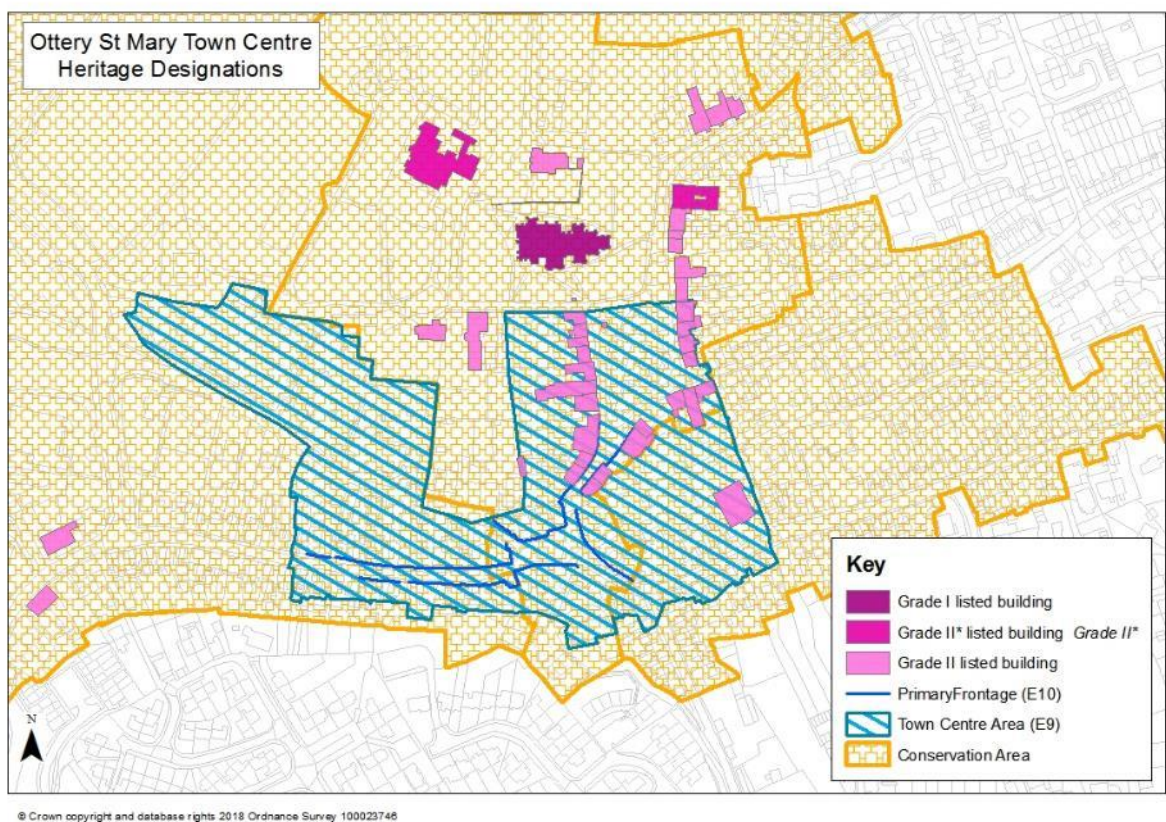 Ottery St Mary Town Centre
Heritage Designations
N
Key
Grade I listed building
Grade II* listed building Grade II*
Grade II listed building
PrimaryFrontage (E10)
Town Centre Area (E9)
Conservation Area
© Crown copyright and database rights 2018 Ordnance Survey 100023746